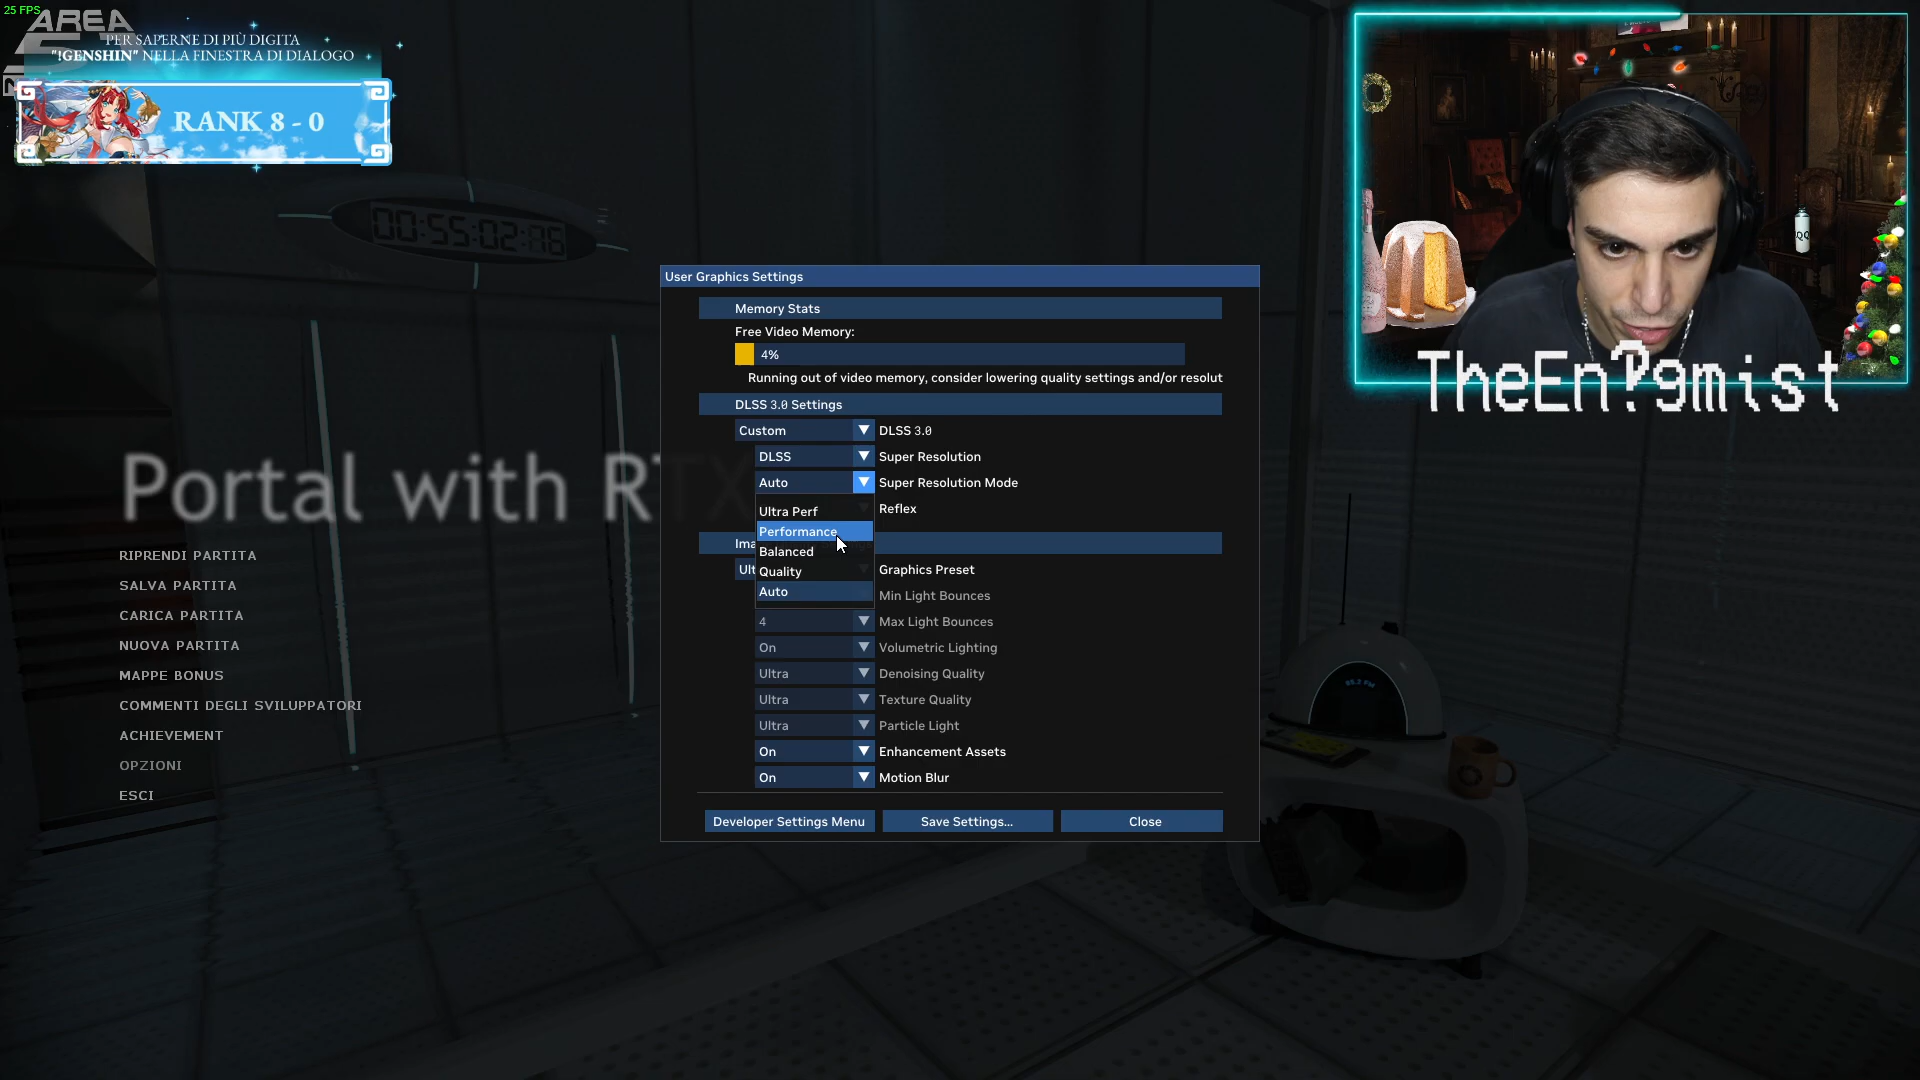 25 FPS
AREA
5
PER SAPERNE DI PIÙ DIGITA
"!GENSHIN" NELLA FINESTRA DI DIALOGO
RANK 8 - 0
00:55:02:76
TheEn?gmist
Portal with RTX
RIPRENDI PARTITA
SALVA PARTITA
CARICA PARTITA
NUOVA PARTITA
MAPPE BONUS
COMMENTI DEGLI SVILUPPATORI
ACHIEVEMENT
OPZIONI
ESCI
User Graphics Settings
Memory Stats
Free Video Memory:
4%
Running out of video memory, consider lowering quality settings and/or resolut
DLSS 3.0 Settings
Custom DLSS 3.0
DLSS Super Resolution
Auto Super Resolution Mode
Reflex
Ultra Perf
Performance
Balanced
Quality
Auto
Ima
Ult Graphics Preset
Min Light Bounces
4 Max Light Bounces
On Volumetric Lighting
Ultra Denoising Quality
Ultra Texture Quality
Ultra Particle Light
On Enhancement Assets
On Motion Blur
Developer Settings Menu Save Settings... Close